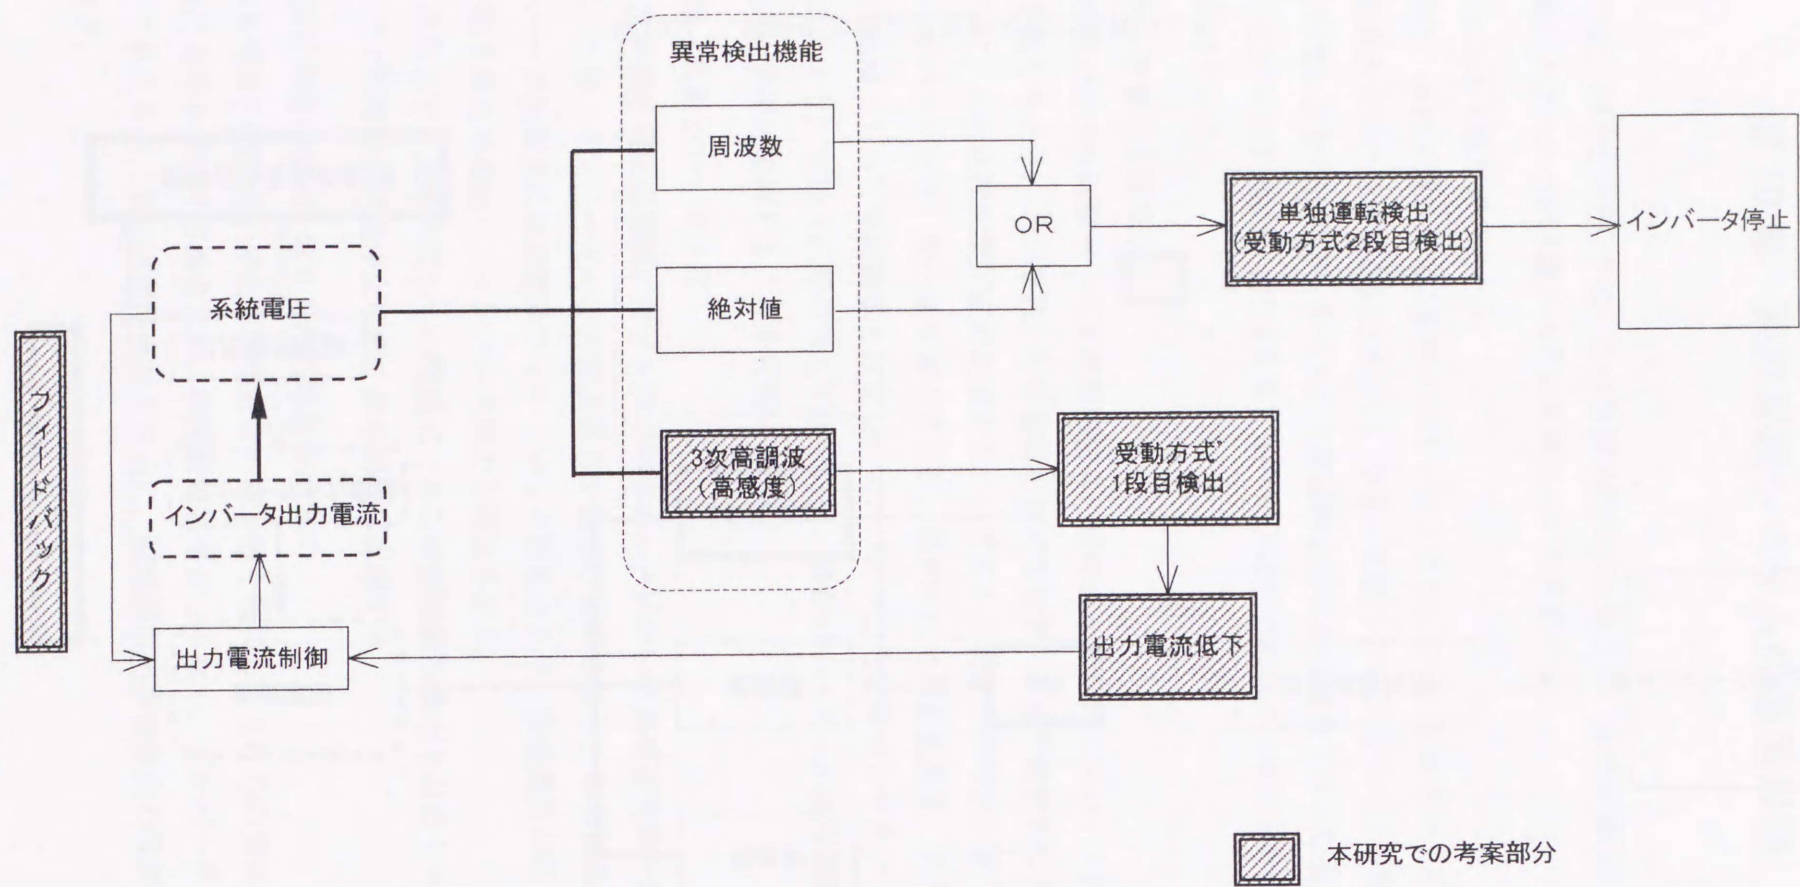 異常検出機能
周波数
OR
単独運転検出
(受動方式2段目検出)
インバータ停止
系統電圧
絶対値
フィードバック
3次高調波
(高感度)
受動方式
1段目検出
インバータ出力電流
出力電流制御
出力電流低下
本研究での考案部分